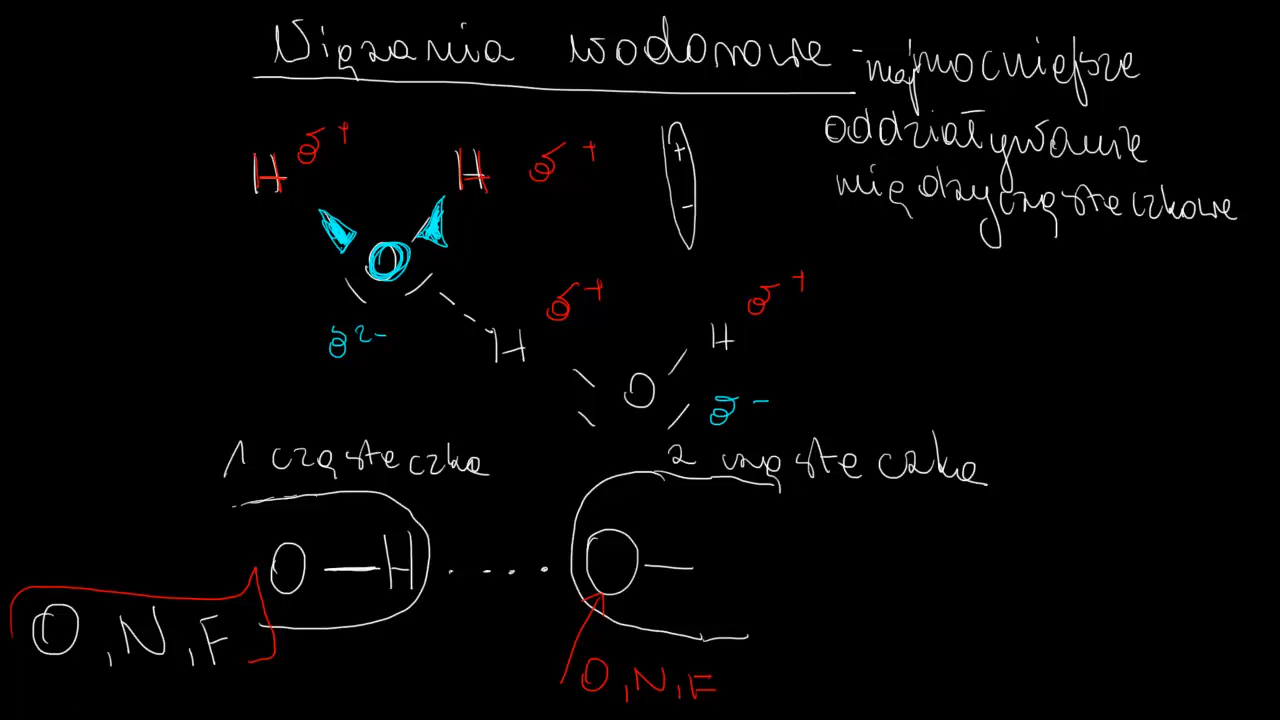 Wiązania wodorowe - najmocniejsze
oddziaływanie
międzycząsteczkowe
H δ+ H δ+
+
-
O
δ2-
H δ+ H δ+
O
δ-
1 cząsteczka 2 cząsteczka
O — H . . . . . O —
O, N, F
O, N, F